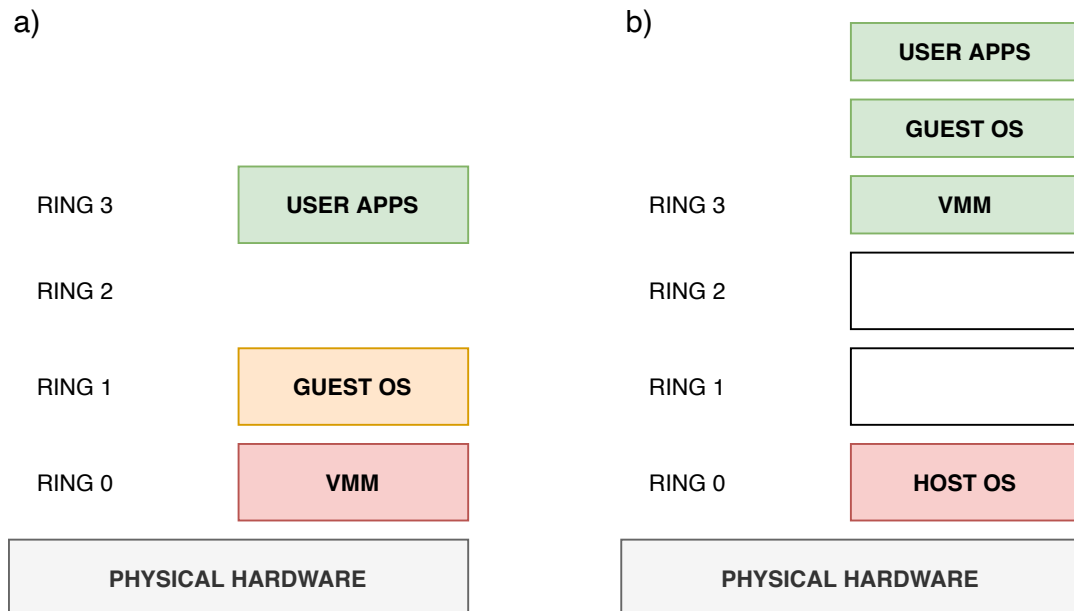 a)
RING 3
USER APPS
RING 2
RING 1
GUEST OS
RING 0
VMM
PHYSICAL HARDWARE
b)
USER APPS
GUEST OS
RING 3
VMM
RING 2
RING 1
RING 0
HOST OS
PHYSICAL HARDWARE